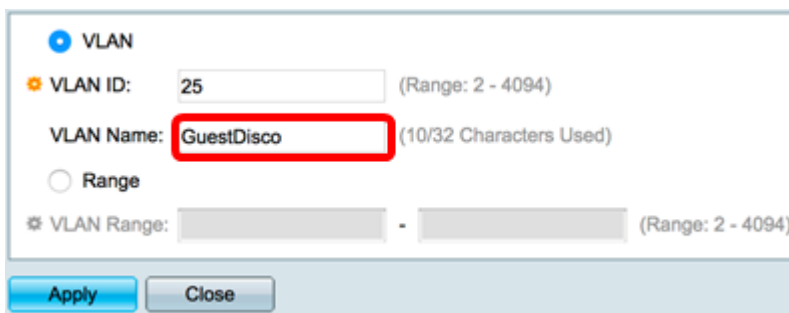 VLAN
VLAN ID: 25 (Range: 2 - 4094)
VLAN Name: GuestDisco (10/32 Characters Used)
Range
VLAN Range: - (Range: 2 - 4094)
Apply Close